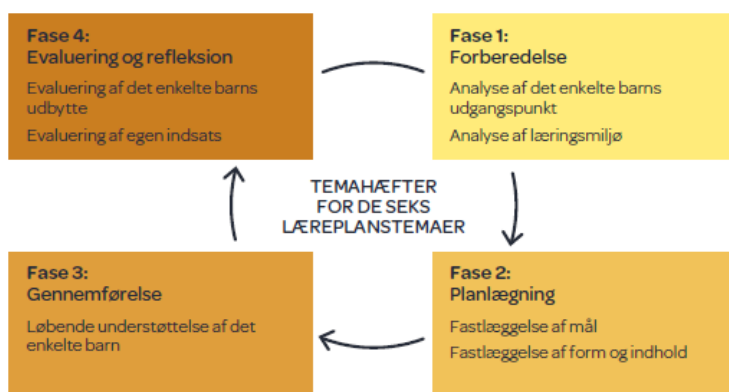 Fase 4:
Evaluering og refleksion
Evaluering af det enkelte barns
udbytte
Evaluering af egen indsats
Fase 1:
Forberedelse
Analyse af det enkelte barns
udgangspunkt
Analyse af læringsmiljø
TEMAHÆFTER
FOR DE SEKS
LÆREPLANSTEMAER
Fase 3:
Gennemførelse
Løbende understøttelse af det
enkelte barn
Fase 2:
Planlægning
Fastlæggelse af mål
Fastlæggelse af form og indhold